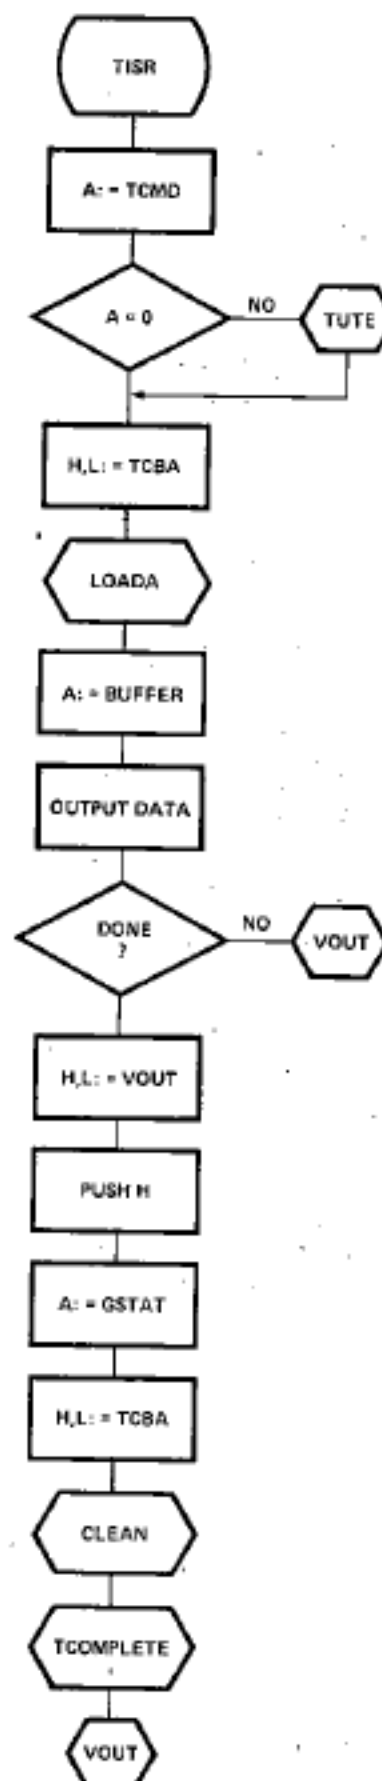 TISR
A: = TCMD
A = 0
NO
TUTE
H,L: = TCBA
LOADA
A: = BUFFER
OUTPUT DATA
DONE
?
NO
VOUT
H,L: = VOUT
PUSH H
A: = GSTAT
H,L: = TCBA
CLEAN
TCOMPLETE
VOUT